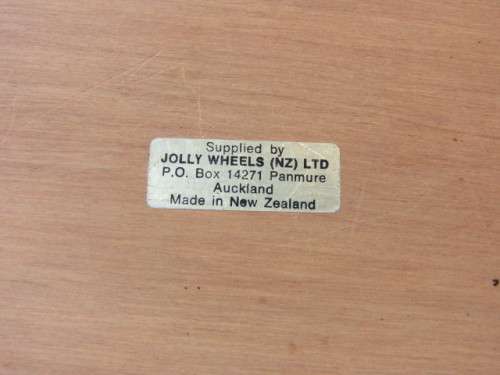 Supplied by
JOLLY WHEELS (NZ) LTD
P.O. Box 14271 Panmure
Auckland
Made in New Zealand